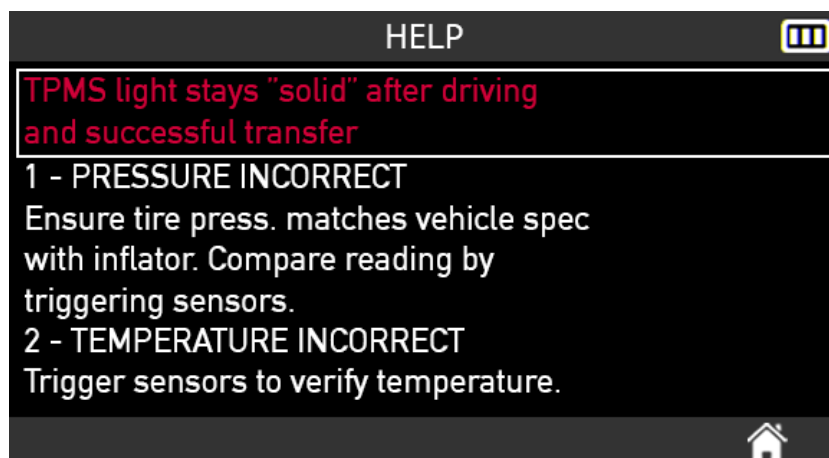 HELP
TPMS light stays "solid" after driving
and successful transfer
1 - PRESSURE INCORRECT
Ensure tire press. matches vehicle spec
with inflator. Compare reading by
triggering sensors.
2 - TEMPERATURE INCORRECT
Trigger sensors to verify temperature.